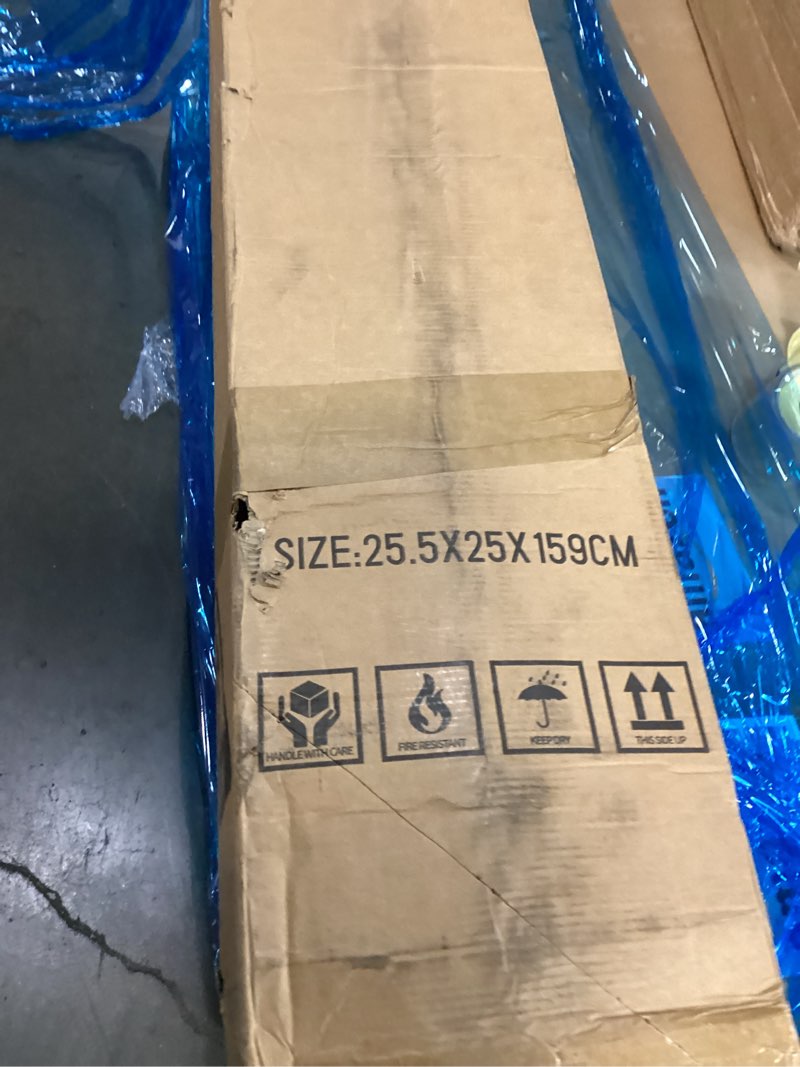 SIZE:25.5X25X159CM
HANDLE WITH CARE
FIRE RESISTANT
KEEP DRY
THIS SIDE UP